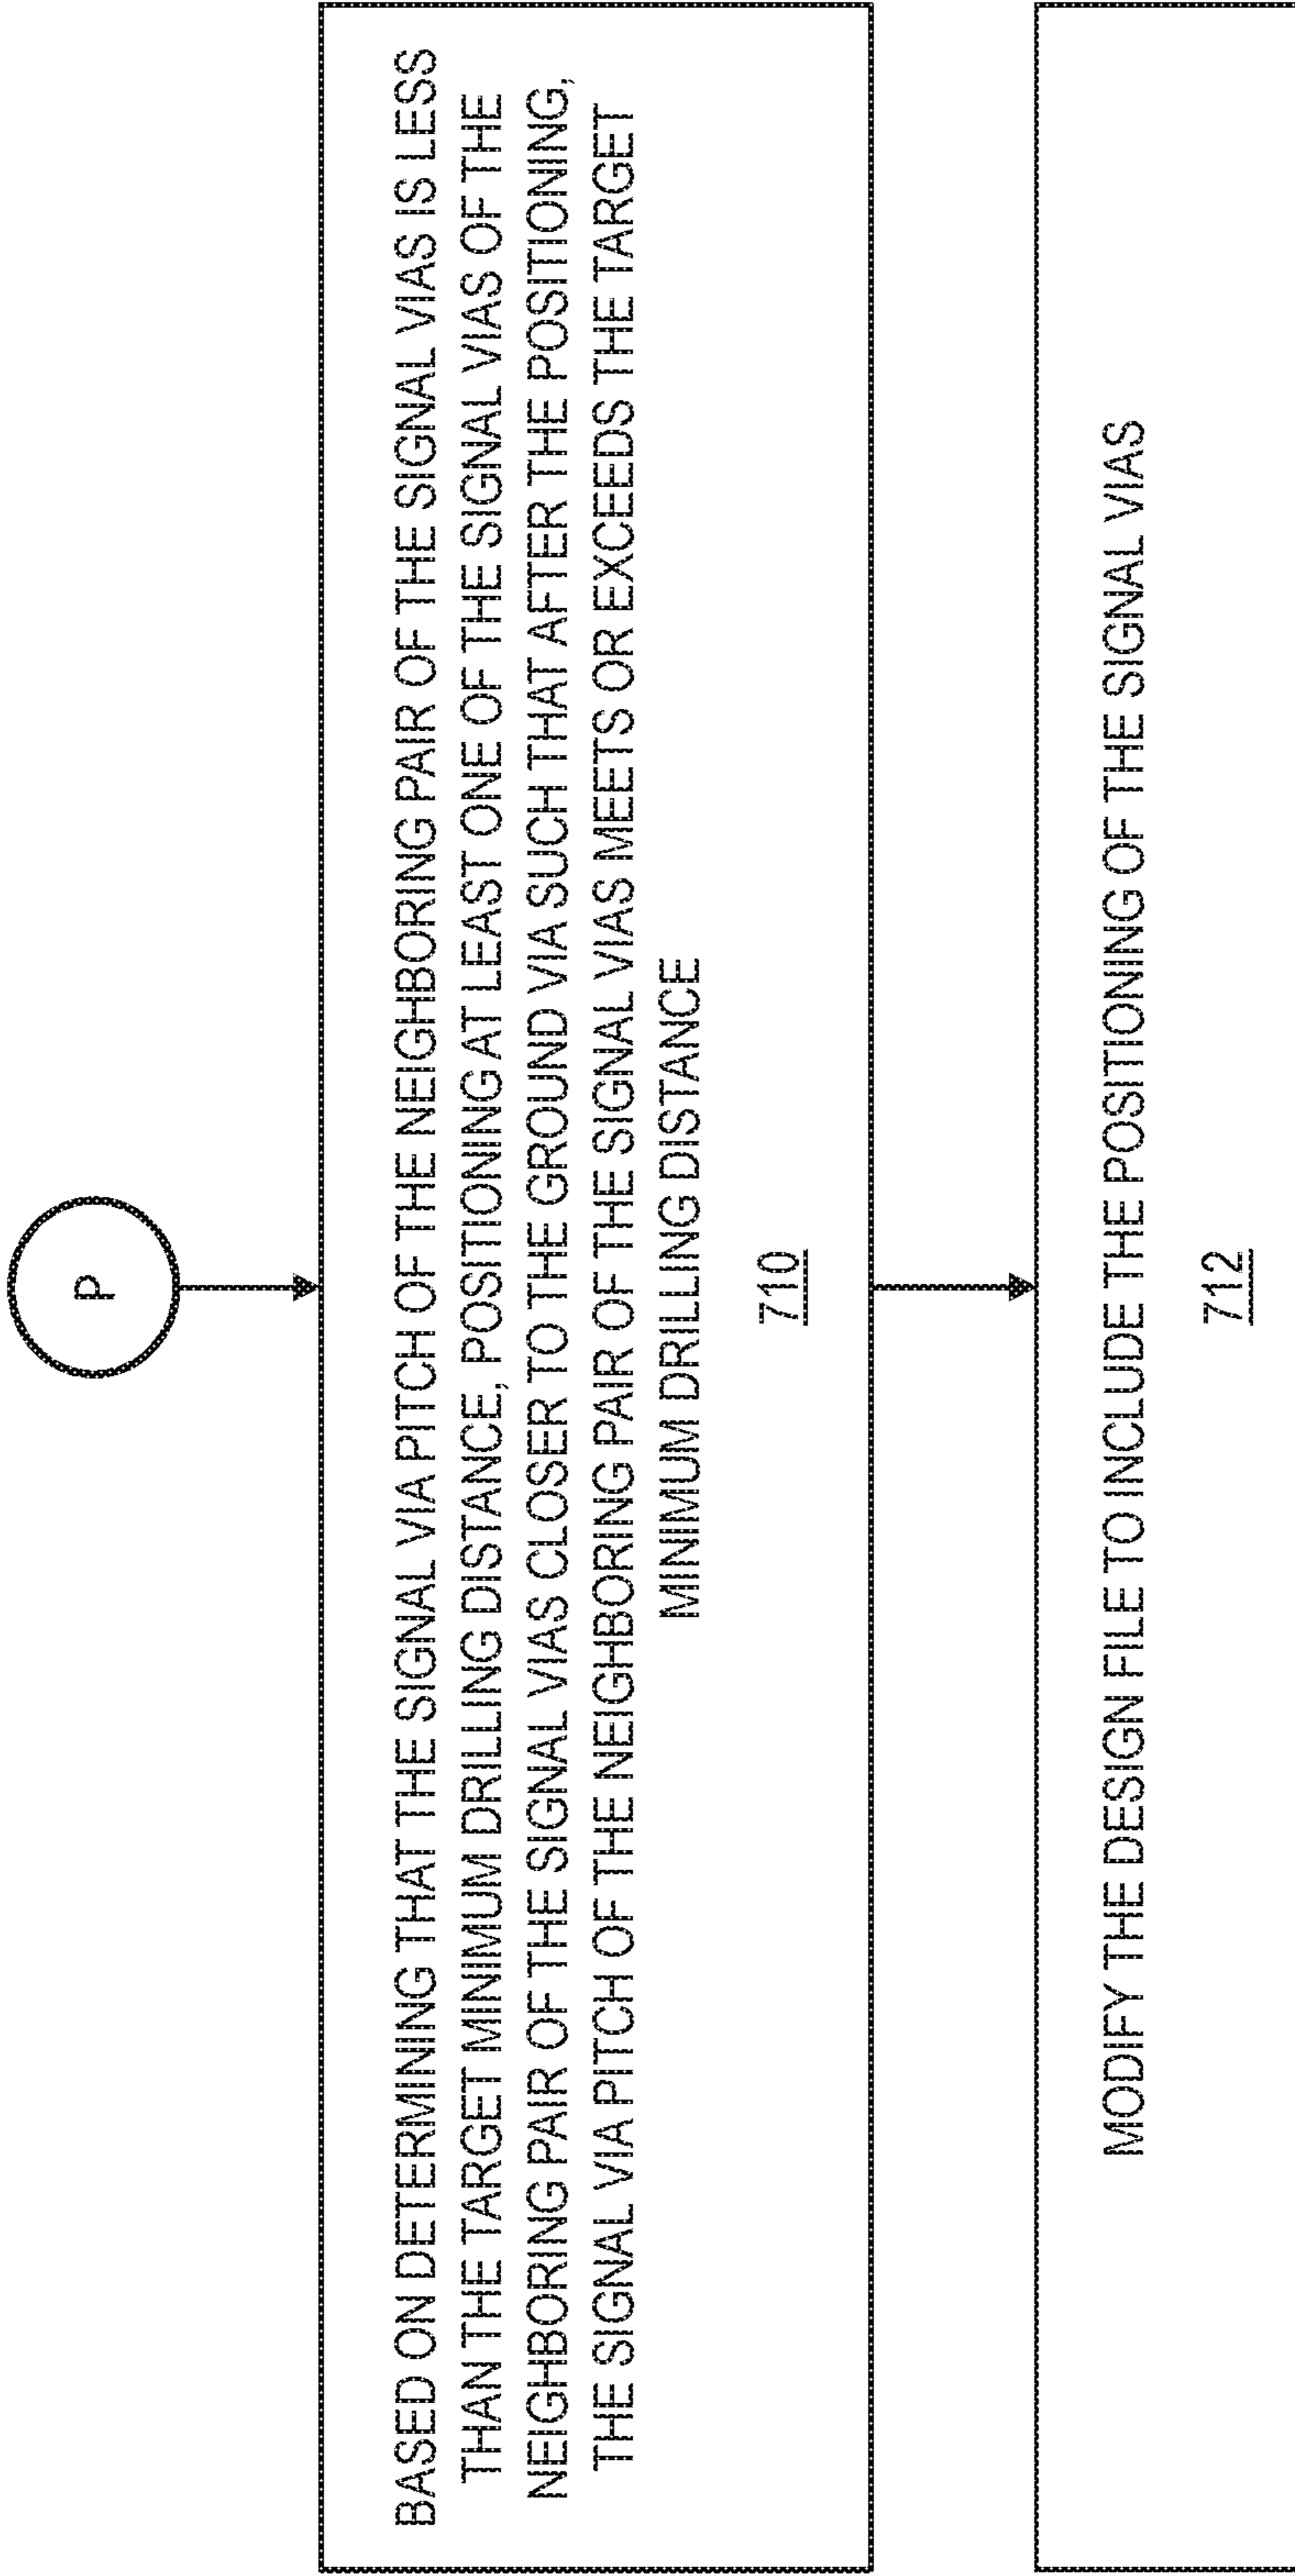 P
BASED ON DETERMINING THAT THE SIGNAL VIA PITCH OF THE NEIGHBORING PAIR OF THE SIGNAL VIAS IS LESS
THAN THE TARGET MINIMUM DRILLING DISTANCE, POSITIONING AT LEAST ONE OF THE SIGNAL VIAS OF THE
NEIGHBORING PAIR OF THE SIGNAL VIAS CLOSER TO THE GROUND VIA SUCH THAT AFTER THE POSITIONING,
THE SIGNAL VIA PITCH OF THE NEIGHBORING PAIR OF THE SIGNAL VIAS MEETS OR EXCEEDS THE TARGET
MINIMUM DRILLING DISTANCE
710
MODIFY THE DESIGN FILE TO INCLUDE THE POSITIONING OF THE SIGNAL VIAS
712